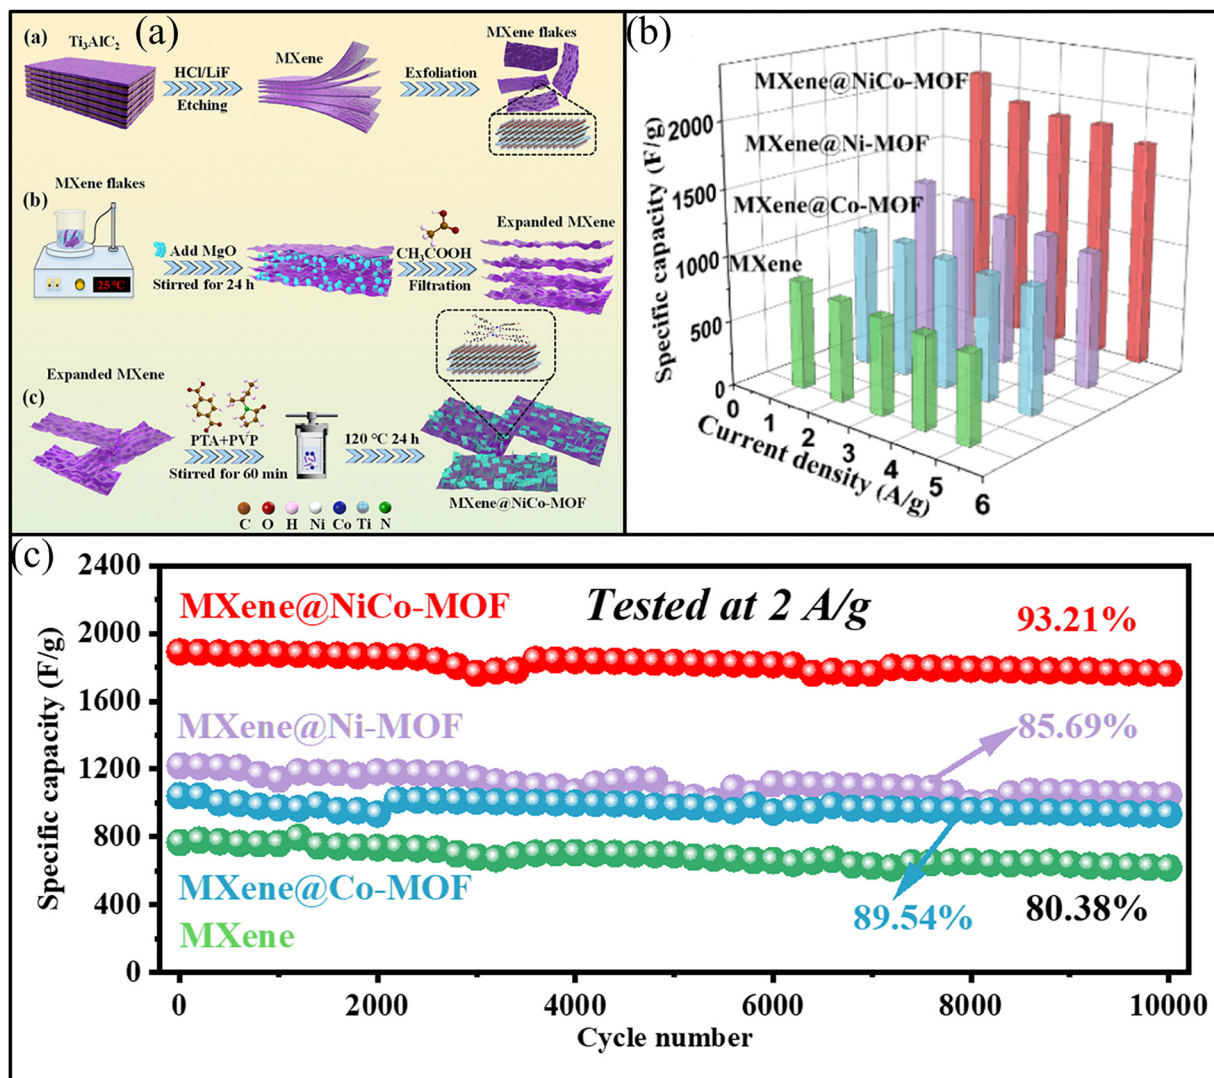 (a)
(a)
Ti₃AlC₂
HCl/LiF
Etching
MXene
Exfoliation
MXene flakes
(b)
MXene flakes
25 °C
Add MgO
Stirred for 24 h
CH₃COOH
Filtration
Expanded MXene
(c)
Expanded MXene
PTA+PVP
Stirred for 60 min
120 °C 24 h
MXene@NiCo-MOF
C O H Ni Co Ti N
(b)
MXene@NiCo-MOF
MXene@Ni-MOF
MXene@Co-MOF
MXene
Specific capacity (F/g)
2000
1500
1000
500
0
0 1 2 3 4 5 6
Current density (A/g)
(c)
Specific capacity (F/g)
2400
2000
1600
1200
800
400
0
MXene@NiCo-MOF
Tested at 2 A/g
93.21%
MXene@Ni-MOF
85.69%
MXene@Co-MOF
89.54%
80.38%
MXene
0 2000 4000 6000 8000 10000
Cycle number